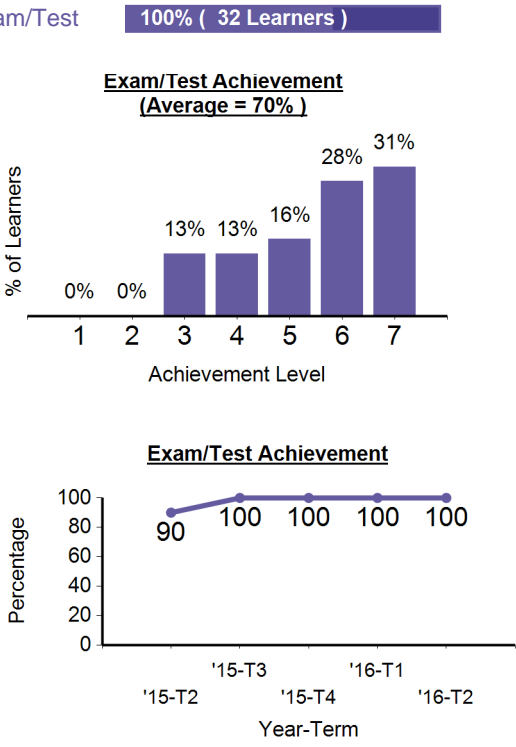 am/Test 100% ( 32 Learners )
Exam/Test Achievement
(Average = 70% )
% of Learners
0% 0% 13% 13% 16% 28% 31%
1 2 3 4 5 6 7
Achievement Level
Exam/Test Achievement
Percentage
100
80
60
40
20
0
90 100 100 100 100
'15-T3 '16-T1
'15-T2 '15-T4 '16-T2
Year-Term